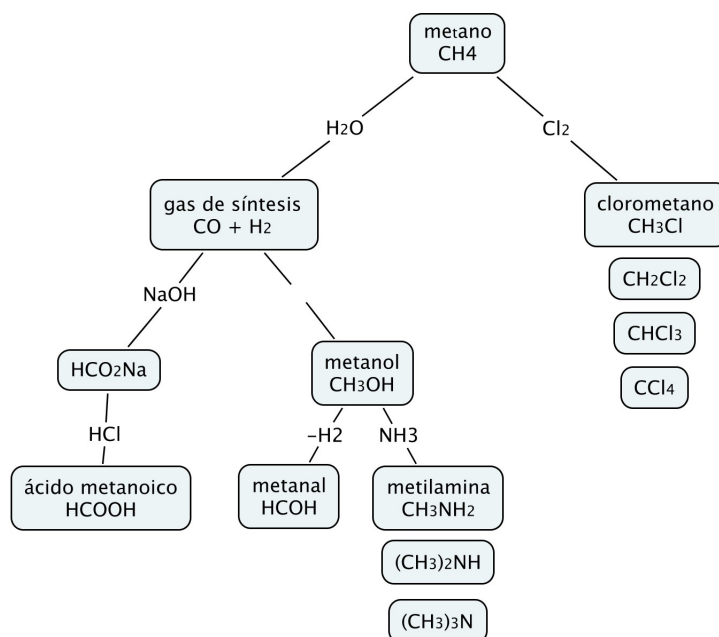 metano
CH4
H2O
Cl2
gas de síntesis
CO + H2
clorometano
CH3Cl
CH2Cl2
NaOH
CHCl3
HCO2Na
metanol
CH3OH
CCl4
HCl
–H2
NH3
ácido metanoico
HCOOH
metanal
HCOH
metilamina
CH3NH2
(CH3)2NH
(CH3)3N